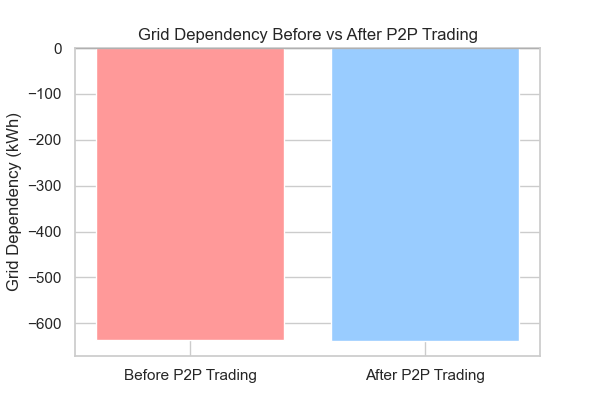 Grid Dependency Before vs After P2P Trading
Grid Dependency (kWh)
0
−100
−200
−300
−400
−500
−600
Before P2P Trading
After P2P Trading